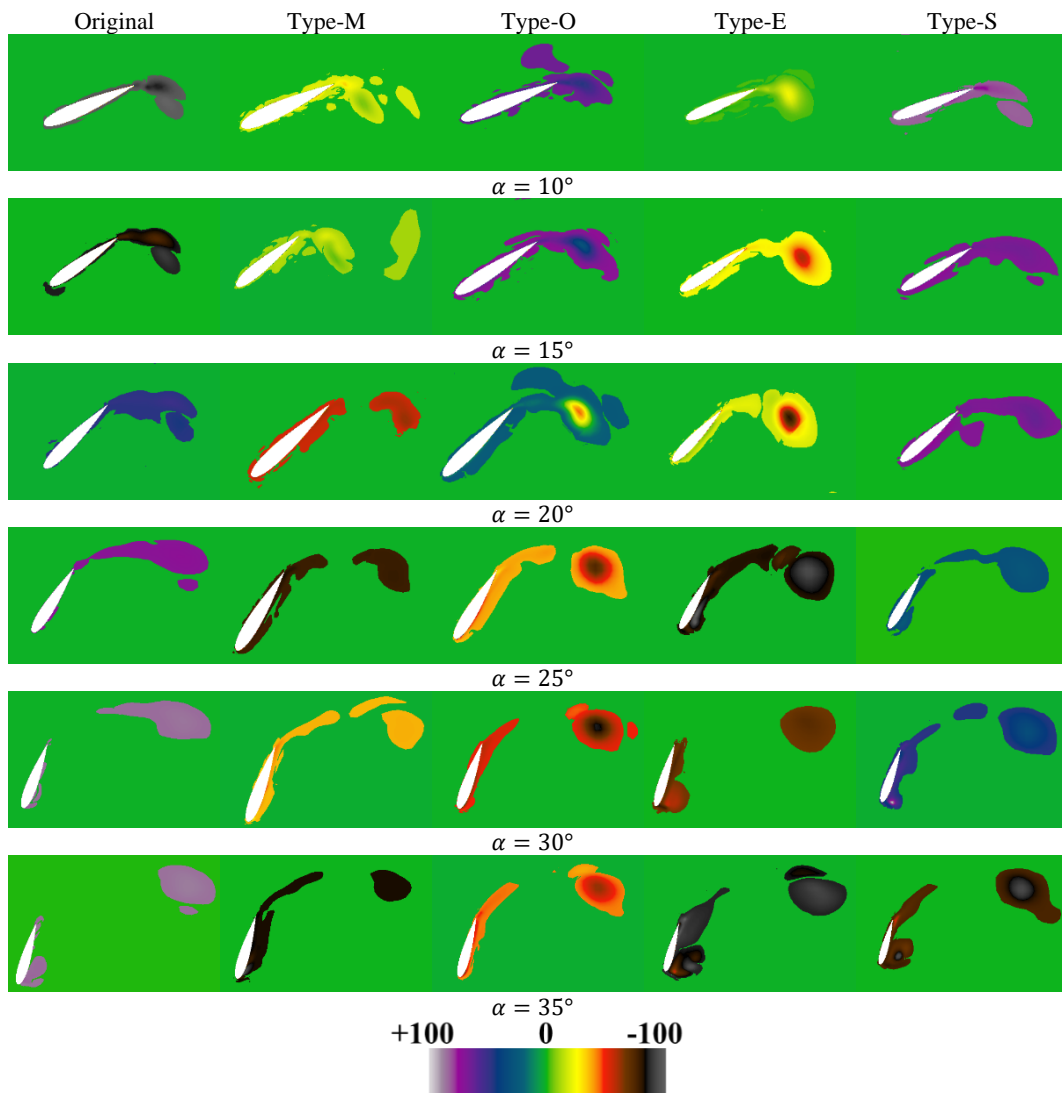 Original Type-M Type-O Type-E Type-S
α = 10°
α = 15°
α = 20°
α = 25°
α = 30°
α = 35°
+100 0 -100